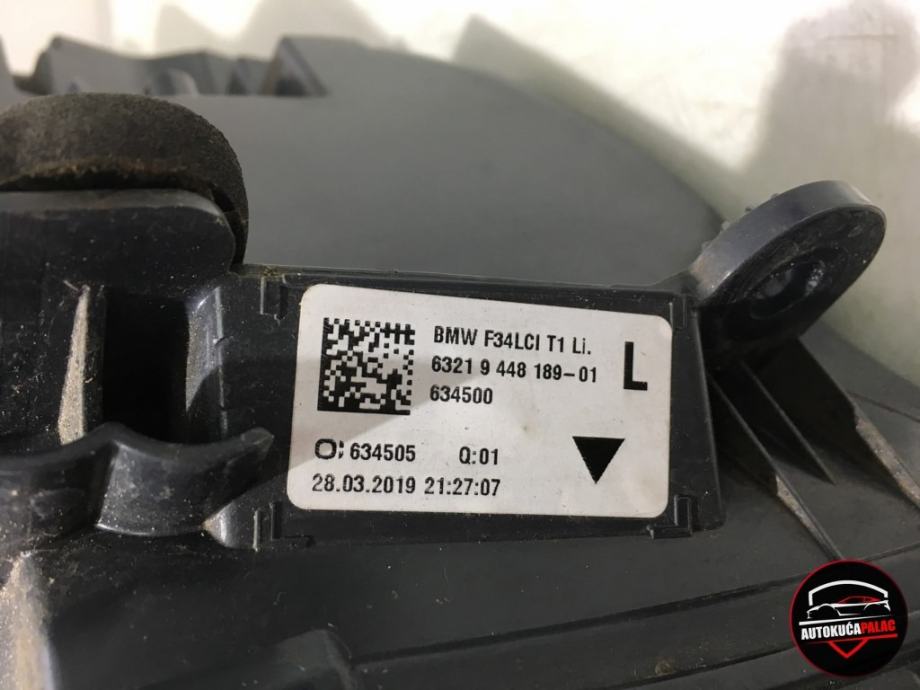 BMW F34LCI T1 Li.
6321 9 448 189-01
L
634500
O: 634505 Q:01
28.03.2019 21:27:07
AUTOKUĆAPALAC